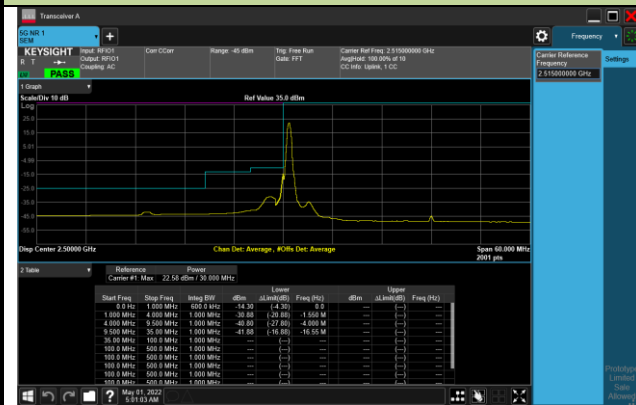 Transceiver A
5G NR 1
SEM
Frequency
KEYSIGHT
R T
PASS
Input: RFIO1
Output: RFIO1
Coupling: AC
Corr CCorr
Range: -45 dBm
Trig: Free Run
Gate: FFT
Carrier Ref Freq: 2.515000000 GHz
Avg|Hold: 100.00% of 10
CC Info: Uplink, 1 CC
Carrier Reference
Frequency
2.515000000 GHz
Settings
1 Graph
Scale/Div 10 dB
Ref Value 35.0 dBm
Log
25.0
15.0
5.01
-4.99
-15.0
-25.0
-35.0
-45.0
-55.0
Disp Center 2.50000 GHz
Chan Det: Average , #Offs Det: Average
Span 60.000 MHz
2001 pts
2 Table
Reference Power
Carrier #1 Max 22.58 dBm / 30.000 MHz
Lower Upper
Start Freq Stop Freq Integ BW dBm ΔLimit(dB) Freq (Hz) dBm ΔLimit(dB) Freq (Hz)
0.0 Hz 1.000 MHz 600.0 kHz -14.30 (-4.30) 0.0 --- (---) ---
1.000 MHz 4.000 MHz 1.000 MHz -30.88 (-20.88) -1.550 M --- (---) ---
4.000 MHz 9.500 MHz 1.000 MHz -40.80 (-27.80) -4.000 M --- (---) ---
9.500 MHz 35.00 MHz 1.000 MHz -41.88 (-16.88) -16.55 M --- (---) ---
35.00 MHz 100.0 MHz 1.000 MHz --- (---) --- --- (---) ---
100.0 MHz 500.0 MHz 1.000 MHz --- (---) --- --- (---) ---
100.0 MHz 500.0 MHz 1.000 MHz --- (---) --- --- (---) ---
100.0 MHz 500.0 MHz 1.000 MHz --- (---) --- --- (---) ---
100.0 MHz 500.0 MHz 1.000 MHz --- (---) --- --- (---) ---
Prototype
Limited
Sale
Allowed
May 01, 2022
5:01:03 AM